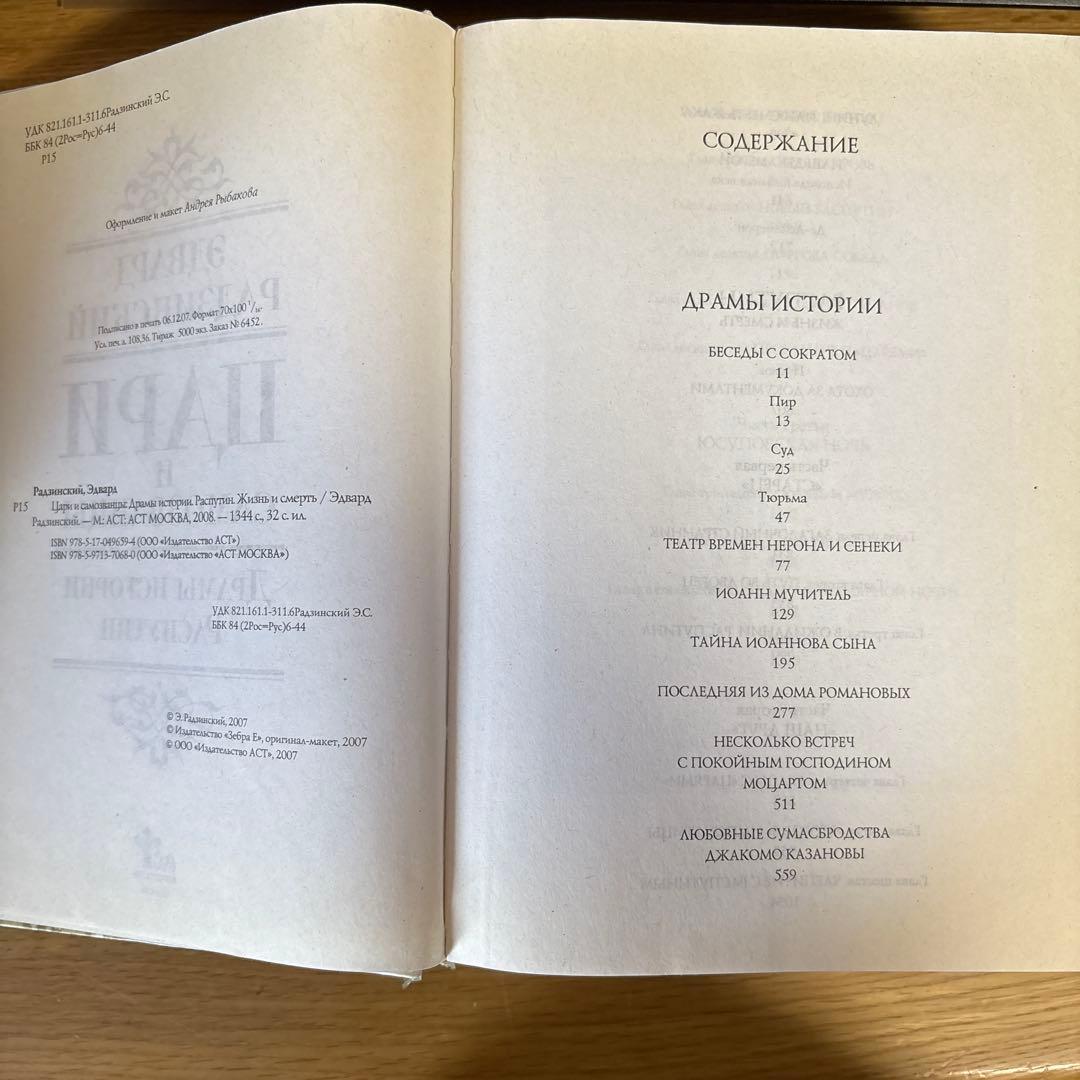 УДК 821.161.1-311.6Радзинский Э.С.
ББК 84 (2Рос=Рус)6-44
Р15
Оформление и макет Андрея Рыбакова
Подписано в печать 06.12.07. Формат 70x100 1/16.
Усл. печ. л. 108,36. Тираж 5000 экз. Заказ № 6452.
Радзинский, Эдвард
Р15 Цари и самозванцы: Драмы истории. Распутин. Жизнь и смерть / Эдвард
Радзинский. — М.: АСТ: АСТ МОСКВА, 2008. — 1344 с., 32 с. ил.
ISBN 978-5-17-049659-4 (ООО «Издательство АСТ»)
ISBN 978-5-9713-7068-0 (ООО «Издательство «АСТ МОСКВА»)
УДК 821.161.1-311.6Радзинский Э.С.
ББК 84 (2Рос=Рус)6-44
© Э. Радзинский, 2007
© Издательство «Зебра Е», оригинал-макет, 2007
© ООО «Издательство АСТ», 2007
СОДЕРЖАНИЕ
ДРАМЫ ИСТОРИИ
БЕСЕДЫ С СОКРАТОМ
11
Пир
13
Суд
25
Тюрьма
47
ТЕАТР ВРЕМЕН НЕРОНА И СЕНЕКИ
77
ИОАНН МУЧИТЕЛЬ
129
ТАЙНА ИОАННОВА СЫНА
195
ПОСЛЕДНЯЯ ИЗ ДОМА РОМАНОВЫХ
277
НЕСКОЛЬКО ВСТРЕЧ
С ПОКОЙНЫМ ГОСПОДИНОМ
МОЦАРТОМ
511
ЛЮБОВНЫЕ СУМАСБРОДСТВА
ДЖАКОМО КАЗАНОВЫ
559